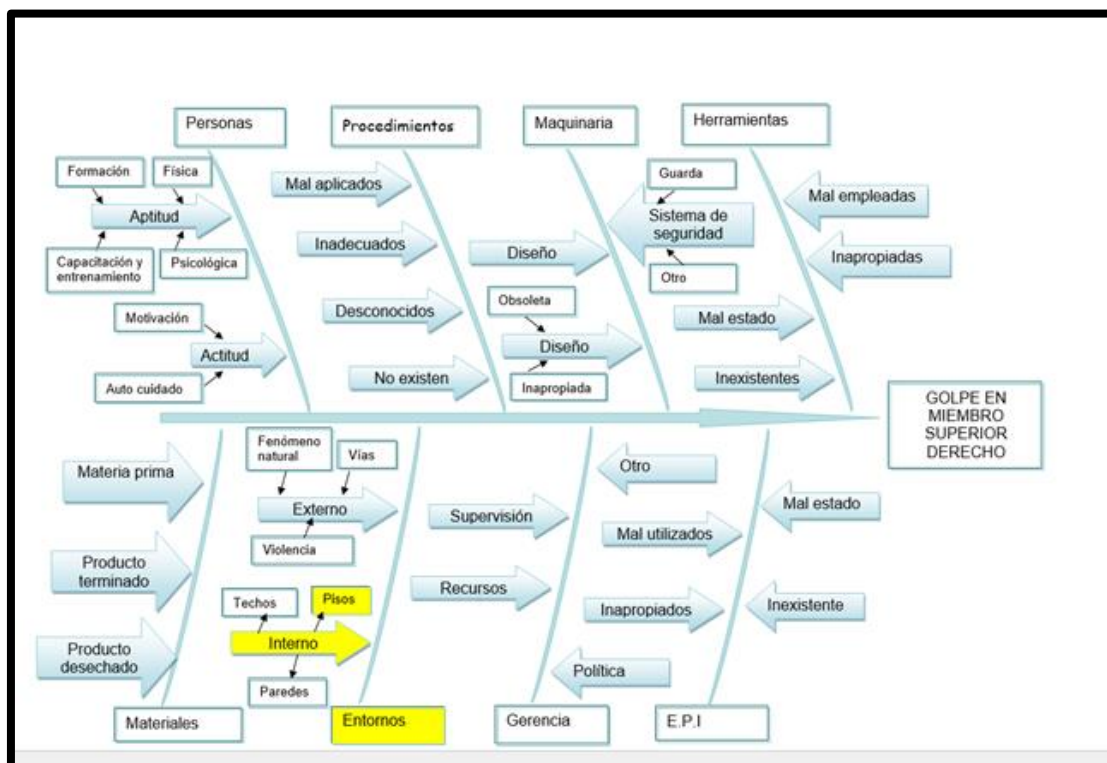 Personas
Procedimientos
Maquinaria
Herramientas
Formación
Física
Aptitud
Capacitación y
entrenamiento
Psicológica
Motivación
Actitud
Auto cuidado
Mal aplicados
Inadecuados
Desconocidos
No existen
Diseño
Obsoleta
Diseño
Inapropiada
Guarda
Sistema de
seguridad
Otro
Mal empleadas
Inapropiadas
Mal estado
Inexistentes
GOLPE EN
MIEMBRO
SUPERIOR
DERECHO
Materia prima
Producto
terminado
Producto
desechado
Fenómeno
natural
Vías
Externo
Violencia
Techos
Pisos
Interno
Paredes
Otro
Supervisión
Recursos
Política
Mal estado
Mal utilizados
Inapropiados
Inexistente
Materiales
Entornos
Gerencia
E.P.I